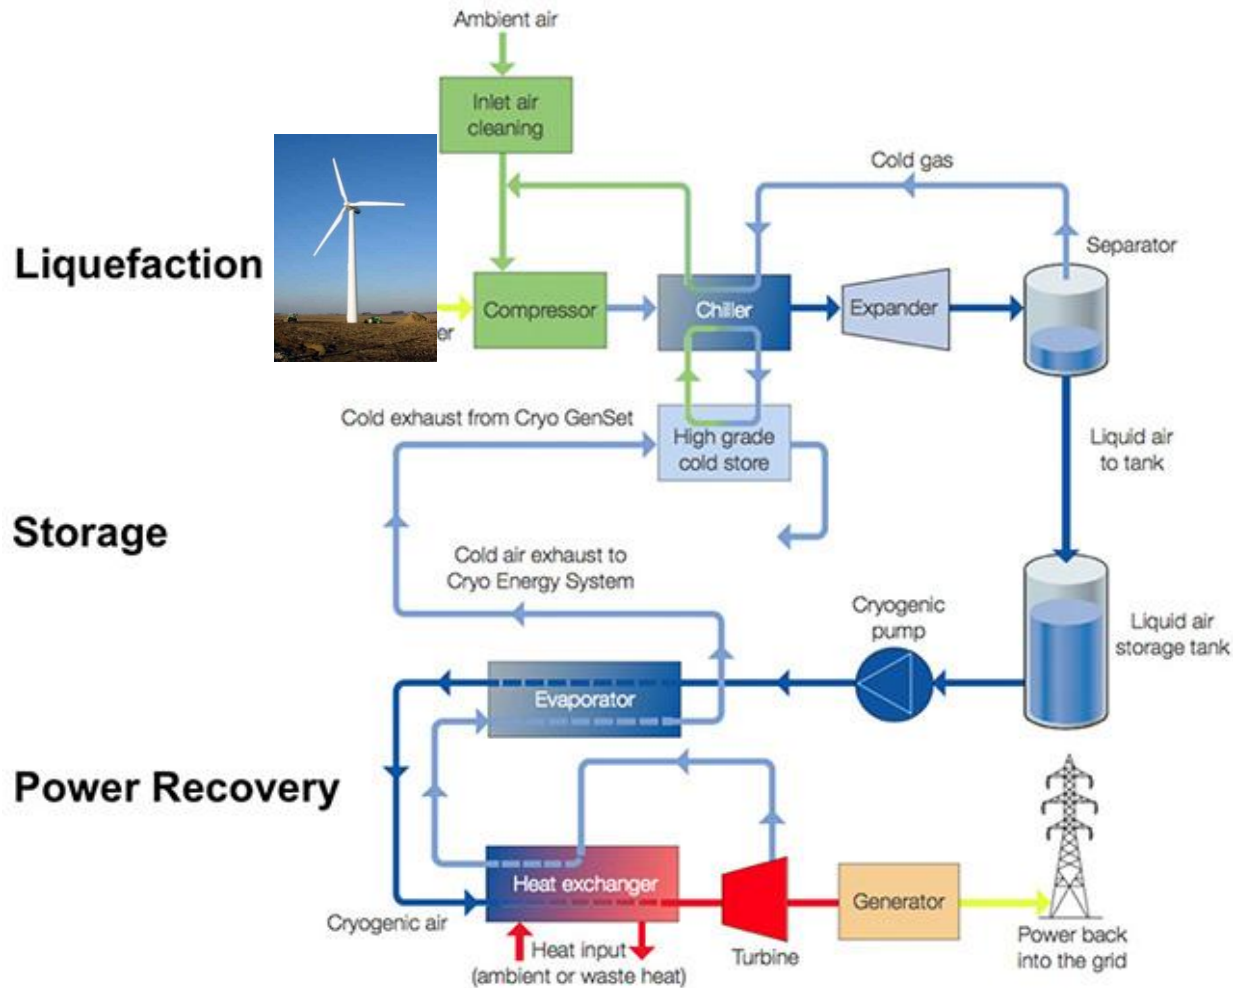 Ambient air
Inlet air
cleaning
Cold gas
Separator
Liquefaction
Compressor
Chiller
Expander
er
Cold exhaust from Cryo GenSet
High grade
cold store
Liquid air
to tank
Storage
Cold air exhaust to
Cryo Energy System
Cryogenic
pump
Liquid air
storage tank
Evaporator
Power Recovery
Heat exchanger
Generator
Cryogenic air
Heat input
(ambient or waste heat)
Turbine
Power back
into the grid